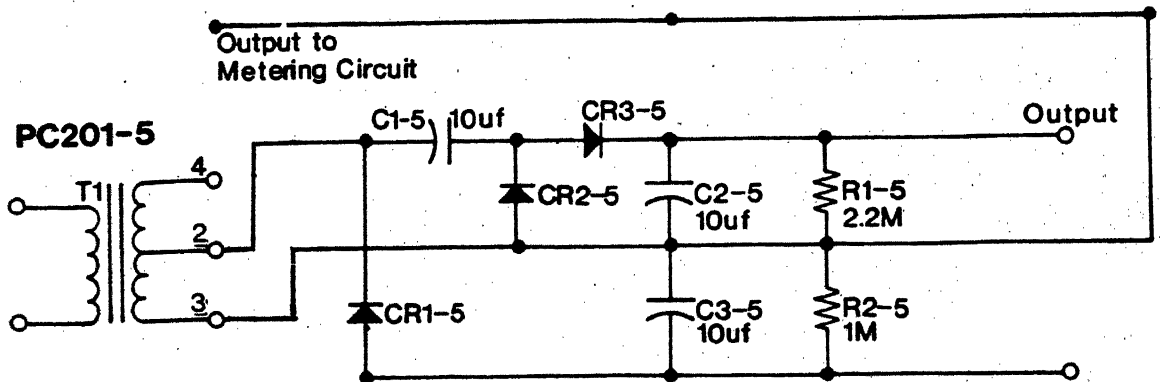 Output to
Metering Circuit
PC201-5
C1-5
10uf
CR3-5
Output
4
T1
CR2-5
C2-5
10uf
R1-5
2.2M
2
3
CR1-5
C3-5
10uf
R2-5
1M